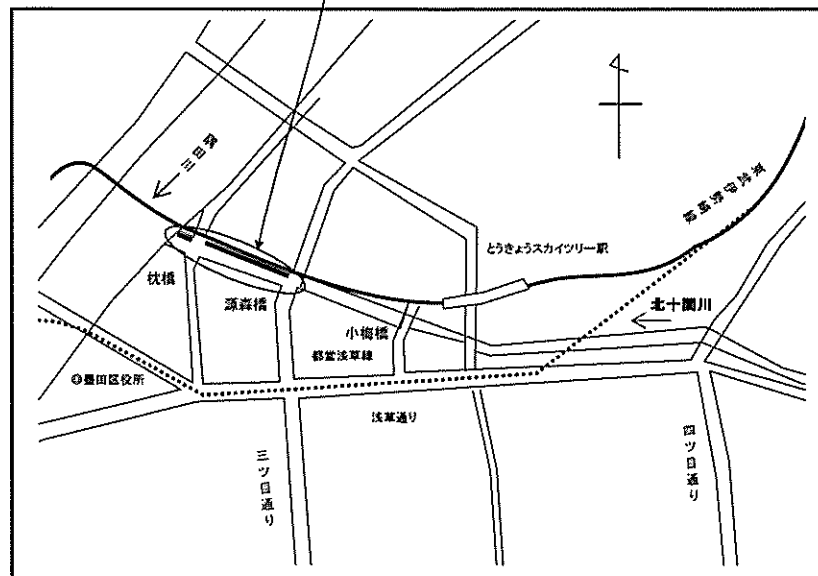 隅田川
東武伊勢崎線
とうきょうスカイツリー駅
枕橋
源森橋
北十間川
小梅橋
都営浅草線
◎墨田区役所
浅草通り
三ツ目通り
四ツ目通り